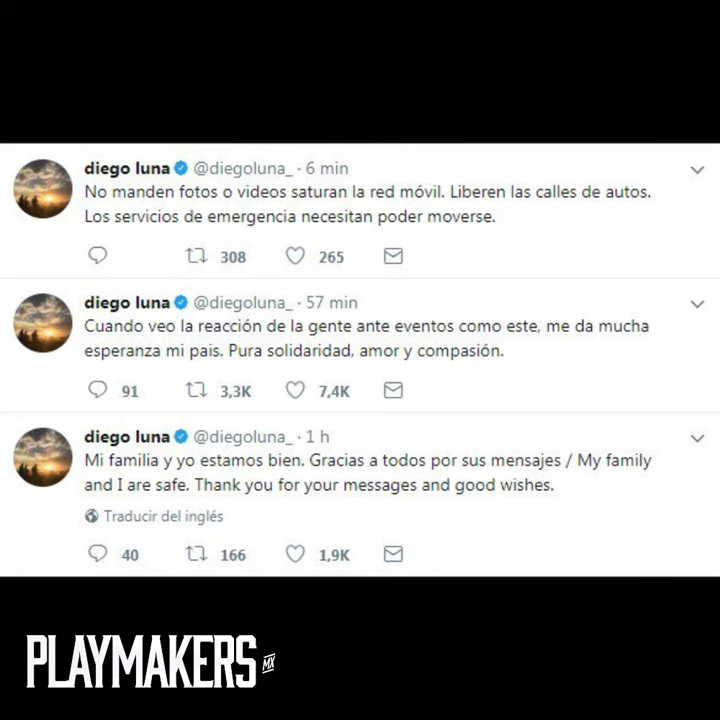 diego luna @diegoluna_ · 6 min
No manden fotos o videos saturan la red móvil. Liberen las calles de autos.
Los servicios de emergencia necesitan poder moverse.
308 265
diego luna @diegoluna_ · 57 min
Cuando veo la reacción de la gente ante eventos como este, me da mucha
esperanza mi pais. Pura solidaridad, amor y compasión.
91 3,3K 7,4K
diego luna @diegoluna_ · 1 h
Mi familia y yo estamos bien. Gracias a todos por sus mensajes / My family
and I are safe. Thank you for your messages and good wishes.
Traducir del inglés
40 166 1,9K
PLAYMAKERS MX